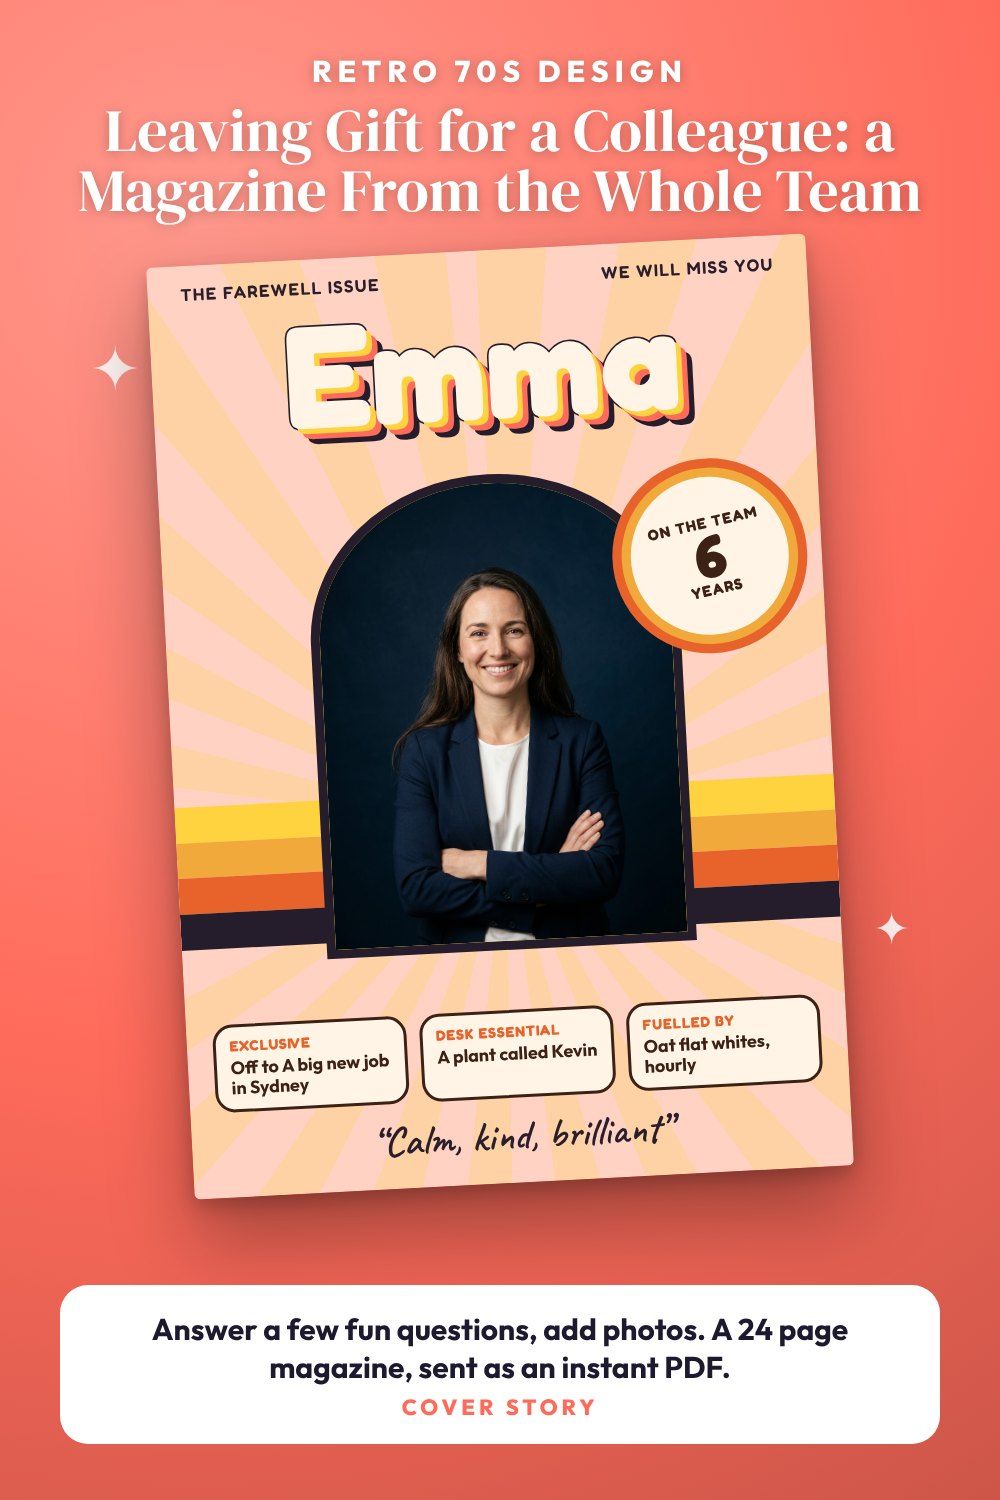 RETRO 70S DESIGN
Leaving Gift for a Colleague: a
Magazine From the Whole Team
THE FAREWELL ISSUE
WE WILL MISS YOU
Emma
ON THE TEAM
6
YEARS
EXCLUSIVE
Off to A big new job
in Sydney
DESK ESSENTIAL
A plant called Kevin
FUELLED BY
Oat flat whites,
hourly
“Calm, kind, brilliant”
Answer a few fun questions, add photos. A 24 page
magazine, sent as an instant PDF.
COVER STORY